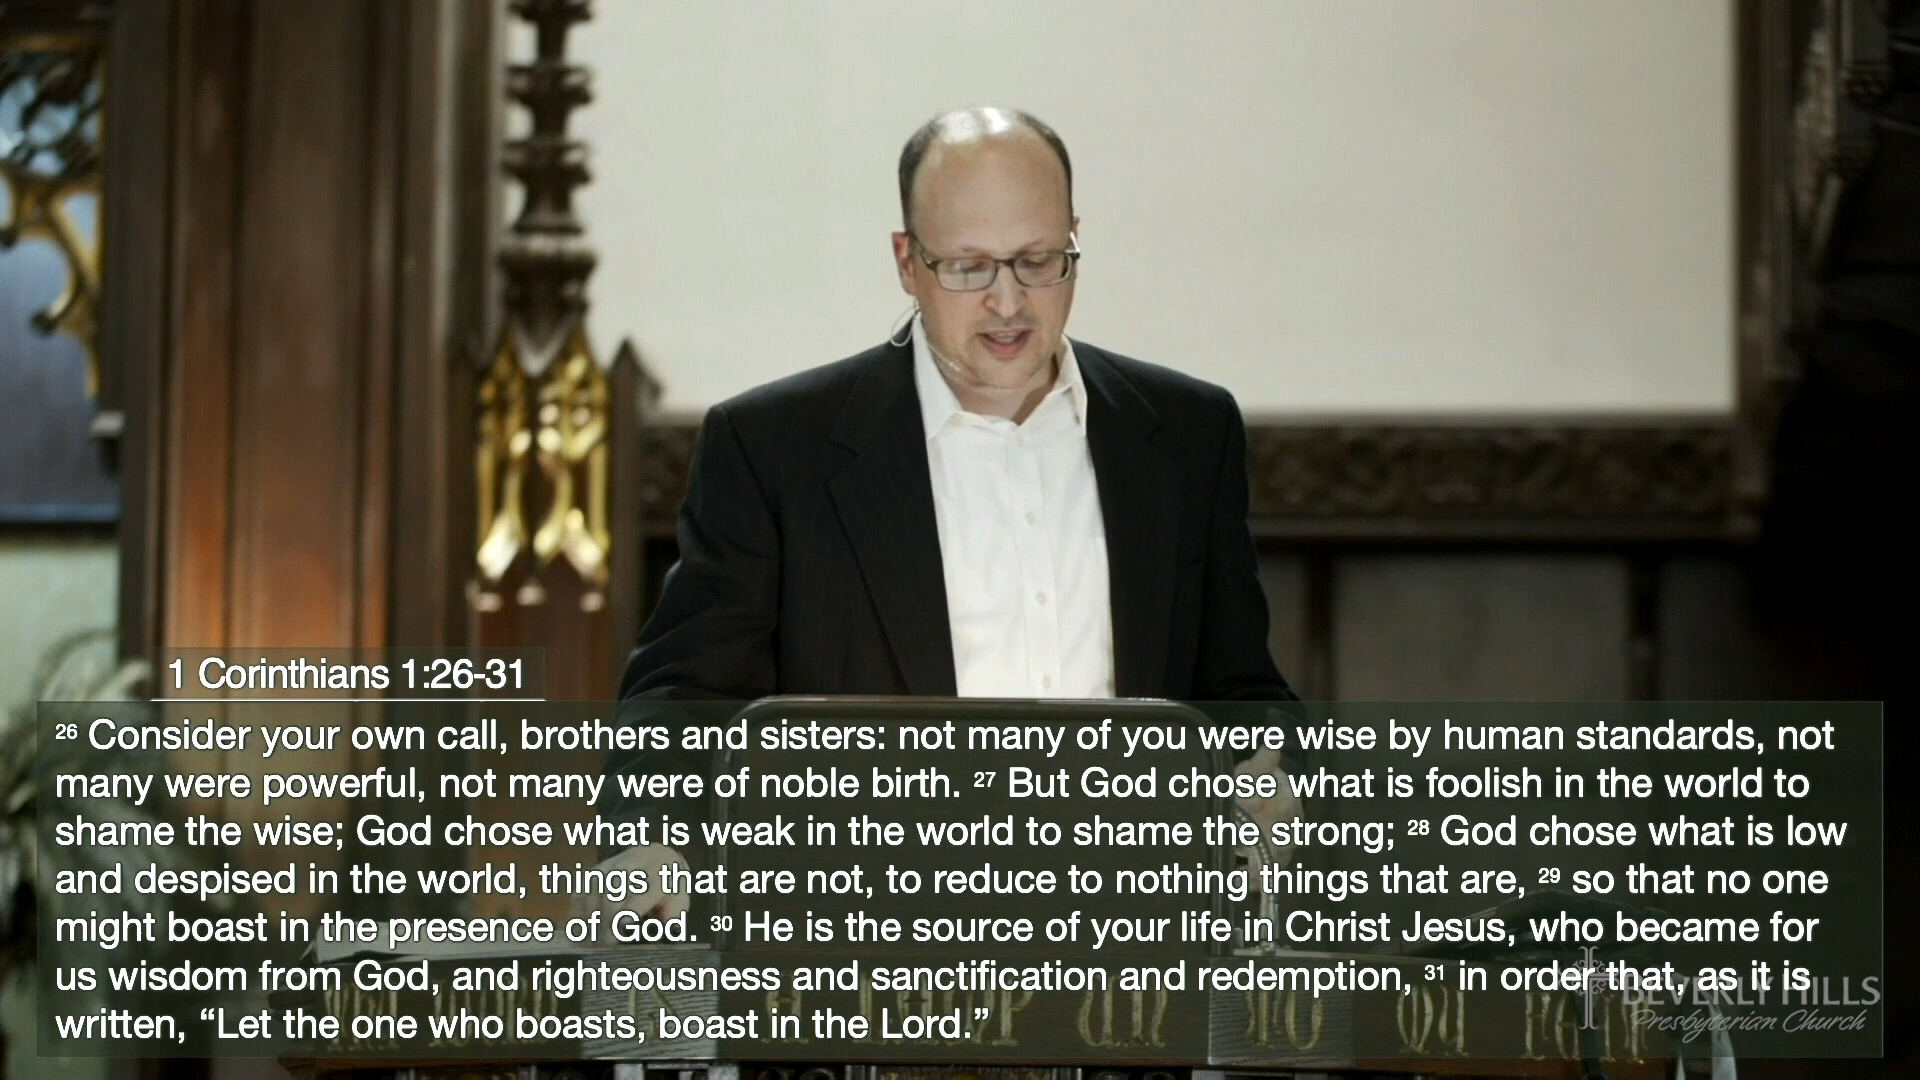 1 Corinthians 1:26-31
26 Consider your own call, brothers and sisters: not many of you were wise by human standards, not
many were powerful, not many were of noble birth. 27 But God chose what is foolish in the world to
shame the wise; God chose what is weak in the world to shame the strong; 28 God chose what is low
and despised in the world, things that are not, to reduce to nothing things that are, 29 so that no one
might boast in the presence of God. 30 He is the source of your life in Christ Jesus, who became for
us wisdom from God, and righteousness and sanctification and redemption, 31 in order that, as it is
written, “Let the one who boasts, boast in the Lord.”
BEVERLY HILLS
Presbyterian Church